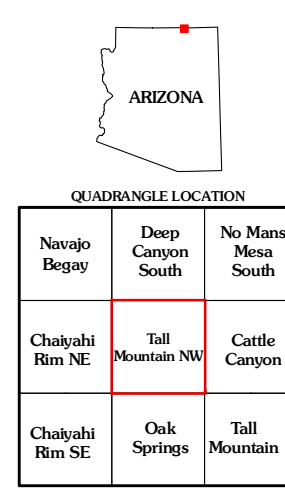 ARIZONA
QUADRANGLE LOCATION
Navajo
Begay
Deep
Canyon
South
No Mans
Mesa
South
Chaiyahi
Rim NE
Tall
Mountain NW
Cattle
Canyon
Chaiyahi
Rim SE
Oak
Springs
Tall
Mountain